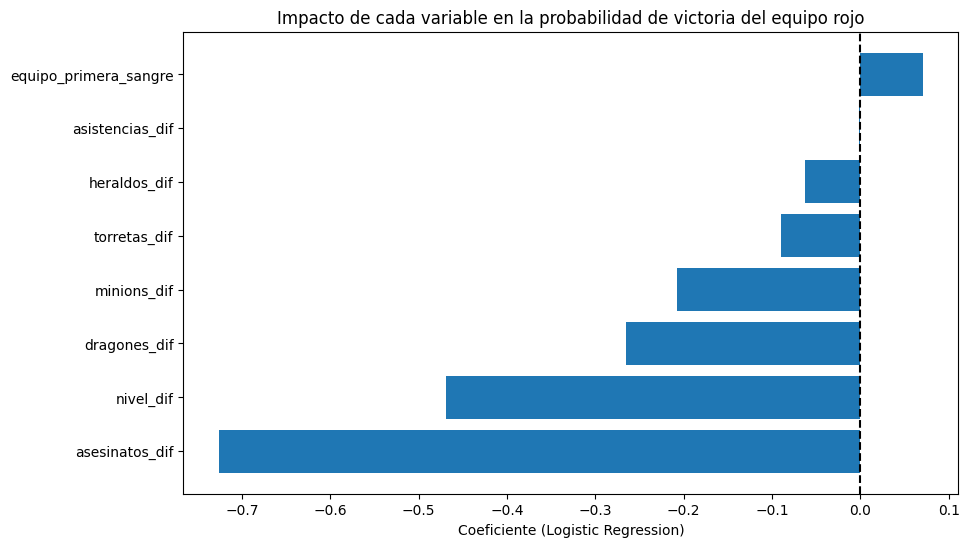 Impacto de cada variable en la probabilidad de victoria del equipo rojo
equipo_primera_sangre
asistencias_dif
heraldos_dif
torretas_dif
minions_dif
dragones_dif
nivel_dif
asesinatos_dif
−0.7 −0.6 −0.5 −0.4 −0.3 −0.2 −0.1 0.0 0.1
Coeficiente (Logistic Regression)